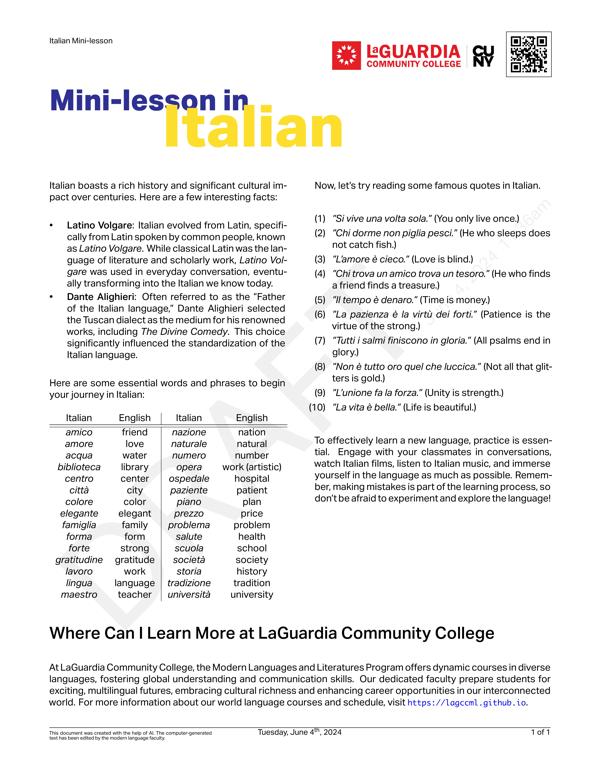 Italian Mini-lesson
LaGUARDIA
COMMUNITY COLLEGE
CU
NY
Mini-lesson in
Italian
Italian boasts a rich history and significant cultural im-
pact over centuries. Here are a few interesting facts:
• Latino Volgare: Italian evolved from Latin, specifi-
cally from Latin spoken by common people, known
as Latino Volgare. While classical Latin was the lan-
guage of literature and scholarly work, Latino Vol-
gare was used in everyday conversation, eventu-
ally transforming into the Italian we know today.
• Dante Alighieri: Often referred to as the "Father
of the Italian language," Dante Alighieri selected
the Tuscan dialect as the medium for his renowned
works, including The Divine Comedy. This choice
significantly influenced the standardization of the
Italian language.
Here are some essential words and phrases to begin
your journey in Italian:
Italian English Italian English
amico friend nazione nation
amore love naturale natural
acqua water numero number
biblioteca library opera work (artistic)
centro center ospedale hospital
città city paziente patient
colore color piano plan
elegante elegant prezzo price
famiglia family problema problem
forma form salute health
forte strong scuola school
gratitudine gratitude società society
lavoro work storia history
lingua language tradizione tradition
maestro teacher università university
Now, let's try reading some famous quotes in Italian.
(1) "Si vive una volta sola." (You only live once.)
(2) "Chi dorme non piglia pesci." (He who sleeps does
not catch fish.)
(3) "L'amore è cieco." (Love is blind.)
(4) "Chi trova un amico trova un tesoro." (He who finds
a friend finds a treasure.)
(5) "Il tempo è denaro." (Time is money.)
(6) "La pazienza è la virtù dei forti." (Patience is the
virtue of the strong.)
(7) "Tutti i salmi finiscono in gloria." (All psalms end in
glory.)
(8) "Non è tutto oro quel che luccica." (Not all that glit-
ters is gold.)
(9) "L'unione fa la forza." (Unity is strength.)
(10) "La vita è bella." (Life is beautiful.)
To effectively learn a new language, practice is essen-
tial. Engage with your classmates in conversations,
watch Italian films, listen to Italian music, and immerse
yourself in the language as much as possible. Remem-
ber, making mistakes is part of the learning process, so
don't be afraid to experiment and explore the language!
DRAFT
Where Can I Learn More at LaGuardia Community College
At LaGuardia Community College, the Modern Languages and Literatures Program offers dynamic courses in diverse
languages, fostering global understanding and communication skills. Our dedicated faculty prepare students for
exciting, multilingual futures, embracing cultural richness and enhancing career opportunities in our interconnected
world. For more information about our world language courses and schedule, visit https://lagccml.github.io.
This document was created with the help of AI. The computer-generated
text has been edited by the modern language faculty.
Tuesday, June 4th, 2024
1 of 1